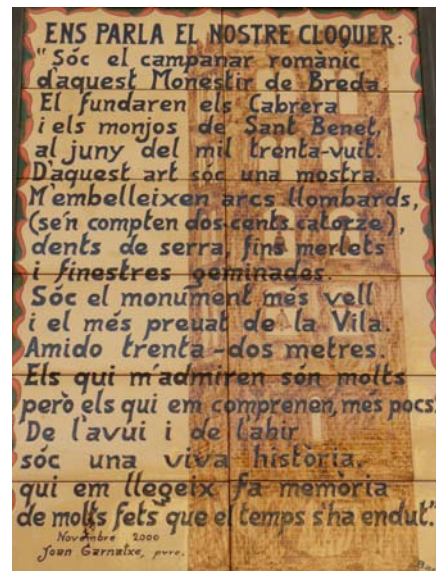 ENS PARLA EL NOSTRE CLOQUER:
"Sóc el campanar romànic
d'aquest Monestir de Breda.
El fundaren els Cabrera
i els monjos de Sant Benet,
al juny del mil trenta-vuit.
D'aquest art sóc una mostra.
M'embelleixen arcs llombards,
(se'n compten dos-cents catorze),
dents de serra, fins merlets
i finestres geminades.
Sóc el monument més vell
i el més preuat de la Vila.
Amido trenta-dos metres.
Els qui m'admiren són molts
però els qui em comprenen, més pocs.
De l'avui i de l'ahir
sóc una viva història.
qui em llegeix fa memòria
de molts fets que el temps s'ha endut."
Novembre 2000
Joan Garnatxe, pvre.